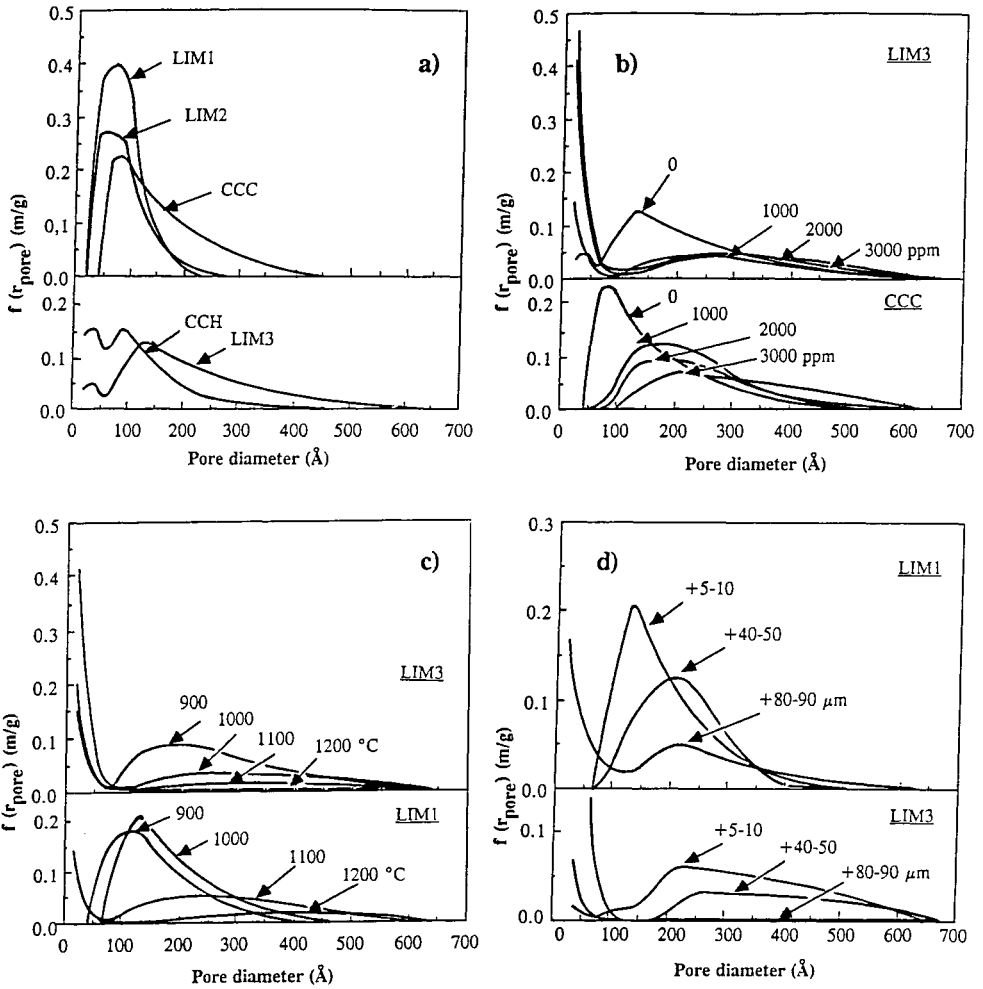 a)
0.5
0.4
0.3
0.2
0.1
0.0
LIM1
LIM2
CCC
0.2
0.1
0.0
CCH
LIM3
f (r_pore) (m/g)
0 100 200 300 400 500 600 700
Pore diameter (Å)
b)
LIM3
0.5
0.4
0.3
0.2
0.1
0.0
0
1000
2000
3000 ppm
CCC
0.2
0.1
0.0
0
1000
2000
3000 ppm
f (r_pore) (m/g)
0 100 200 300 400 500 600 700
Pore diameter (Å)
c)
LIM3
0.5
0.4
0.3
0.2
0.1
0.0
900
1000
1100
1200 °C
LIM1
0.2
0.1
0.0
900
1000
1100
1200 °C
f (r_pore) (m/g)
0 100 200 300 400 500 600 700
Pore diameter (Å)
d)
LIM1
0.3
0.2
0.1
0.0
+5-10
+40-50
+80-90 µm
LIM3
0.1
0.0
+5-10
+40-50
+80-90 µm
f (r_pore) (m/g)
0 100 200 300 400 500 600 700
Pore diameter (Å)